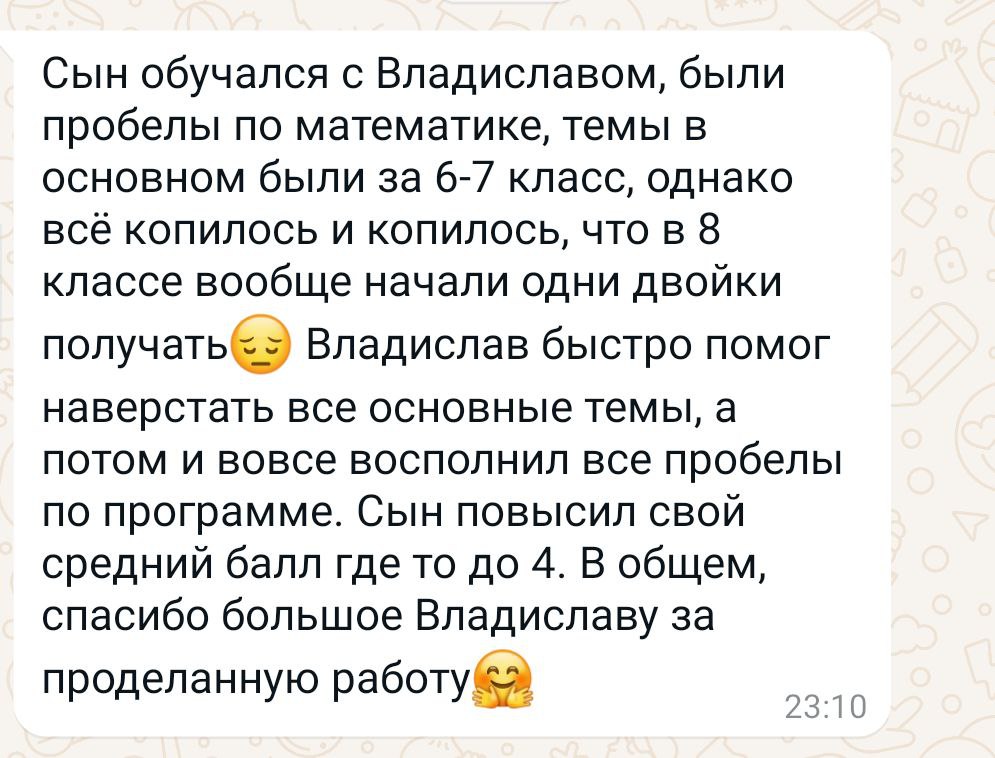 Сын обучался с Владиславом, были
пробелы по математике, темы в
основном были за 6-7 класс, однако
всё копилось и копилось, что в 8
классе вообще начали одни двойки
получать😔 Владислав быстро помог
наверстать все основные темы, а
потом и вовсе восполнил все пробелы
по программе. Сын повысил свой
средний балл где то до 4. В общем,
спасибо большое Владиславу за
проделанную работу🤗
23:10